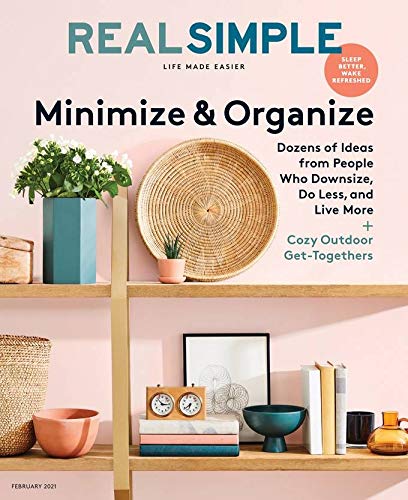 REAL SIMPLE
LIFE MADE EASIER
SLEEP
BETTER,
WAKE
REFRESHED
Minimize & Organize
Dozens of Ideas
from People
Who Downsize,
Do Less, and
Live More
+
Cozy Outdoor
Get-Togethers
FEBRUARY 2021